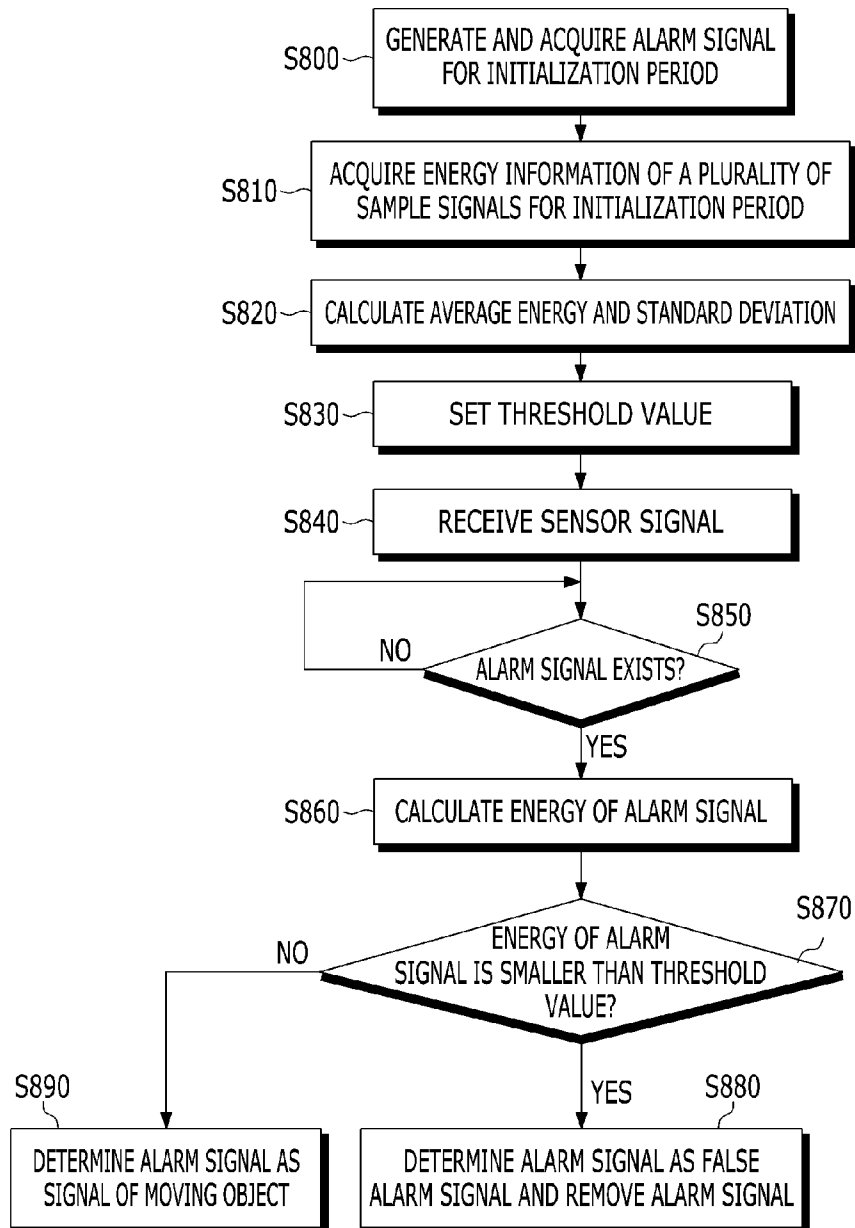 S800
GENERATE AND ACQUIRE ALARM SIGNAL
FOR INITIALIZATION PERIOD
S810
ACQUIRE ENERGY INFORMATION OF A PLURALITY OF
SAMPLE SIGNALS FOR INITIALIZATION PERIOD
S820
CALCULATE AVERAGE ENERGY AND STANDARD DEVIATION
S830
SET THRESHOLD VALUE
S840
RECEIVE SENSOR SIGNAL
S850
NO
ALARM SIGNAL EXISTS?
YES
S860
CALCULATE ENERGY OF ALARM SIGNAL
S870
NO
ENERGY OF ALARM
SIGNAL IS SMALLER THAN THRESHOLD
VALUE?
S890
YES
S880
DETERMINE ALARM SIGNAL AS
SIGNAL OF MOVING OBJECT
DETERMINE ALARM SIGNAL AS FALSE
ALARM SIGNAL AND REMOVE ALARM SIGNAL